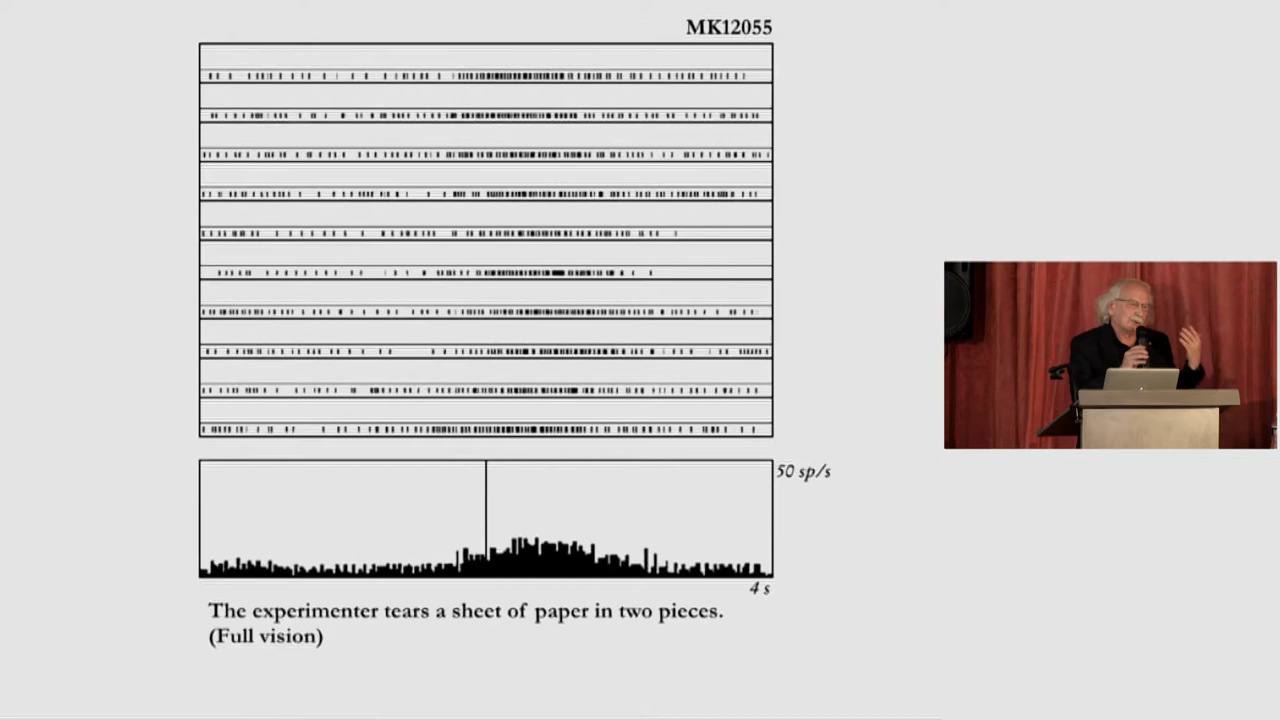 MK12055
50 sp/s
4 s
The experimenter tears a sheet of paper in two pieces.
(Full vision)